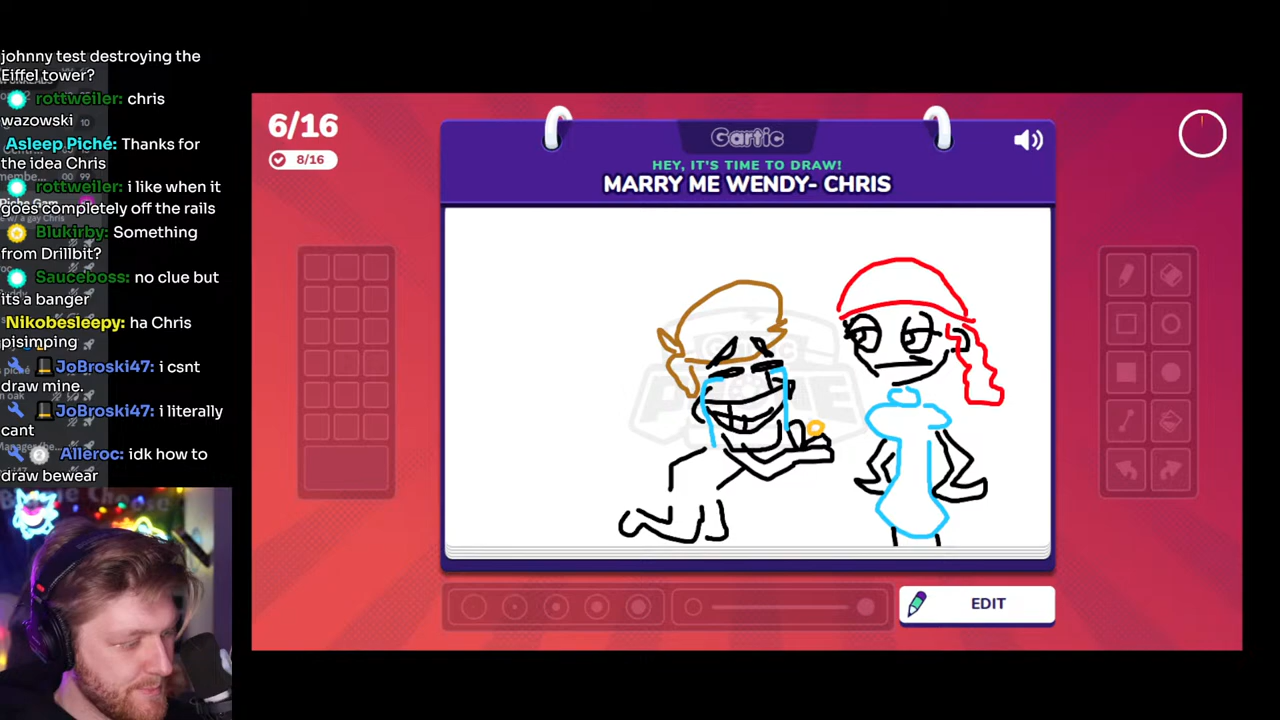 johnny test destroying the
Eiffel tower?
rottweiler: chris
wazowski
Asleep Piché: Thanks for
the idea Chris
rottweiler: i like when it
goes completely off the rails
Blukirby: Something
from Drillbit?
Sauceboss: no clue but
its a banger
Nikobesleepy: ha Chris
pisimping
JoBroski47: i csnt
draw mine.
JoBroski47: i literally
cant
Alleroc: idk how to
draw bewear
6/16
8/16
Gartic
HEY, IT'S TIME TO DRAW!
MARRY ME WENDY- CHRIS
EDIT